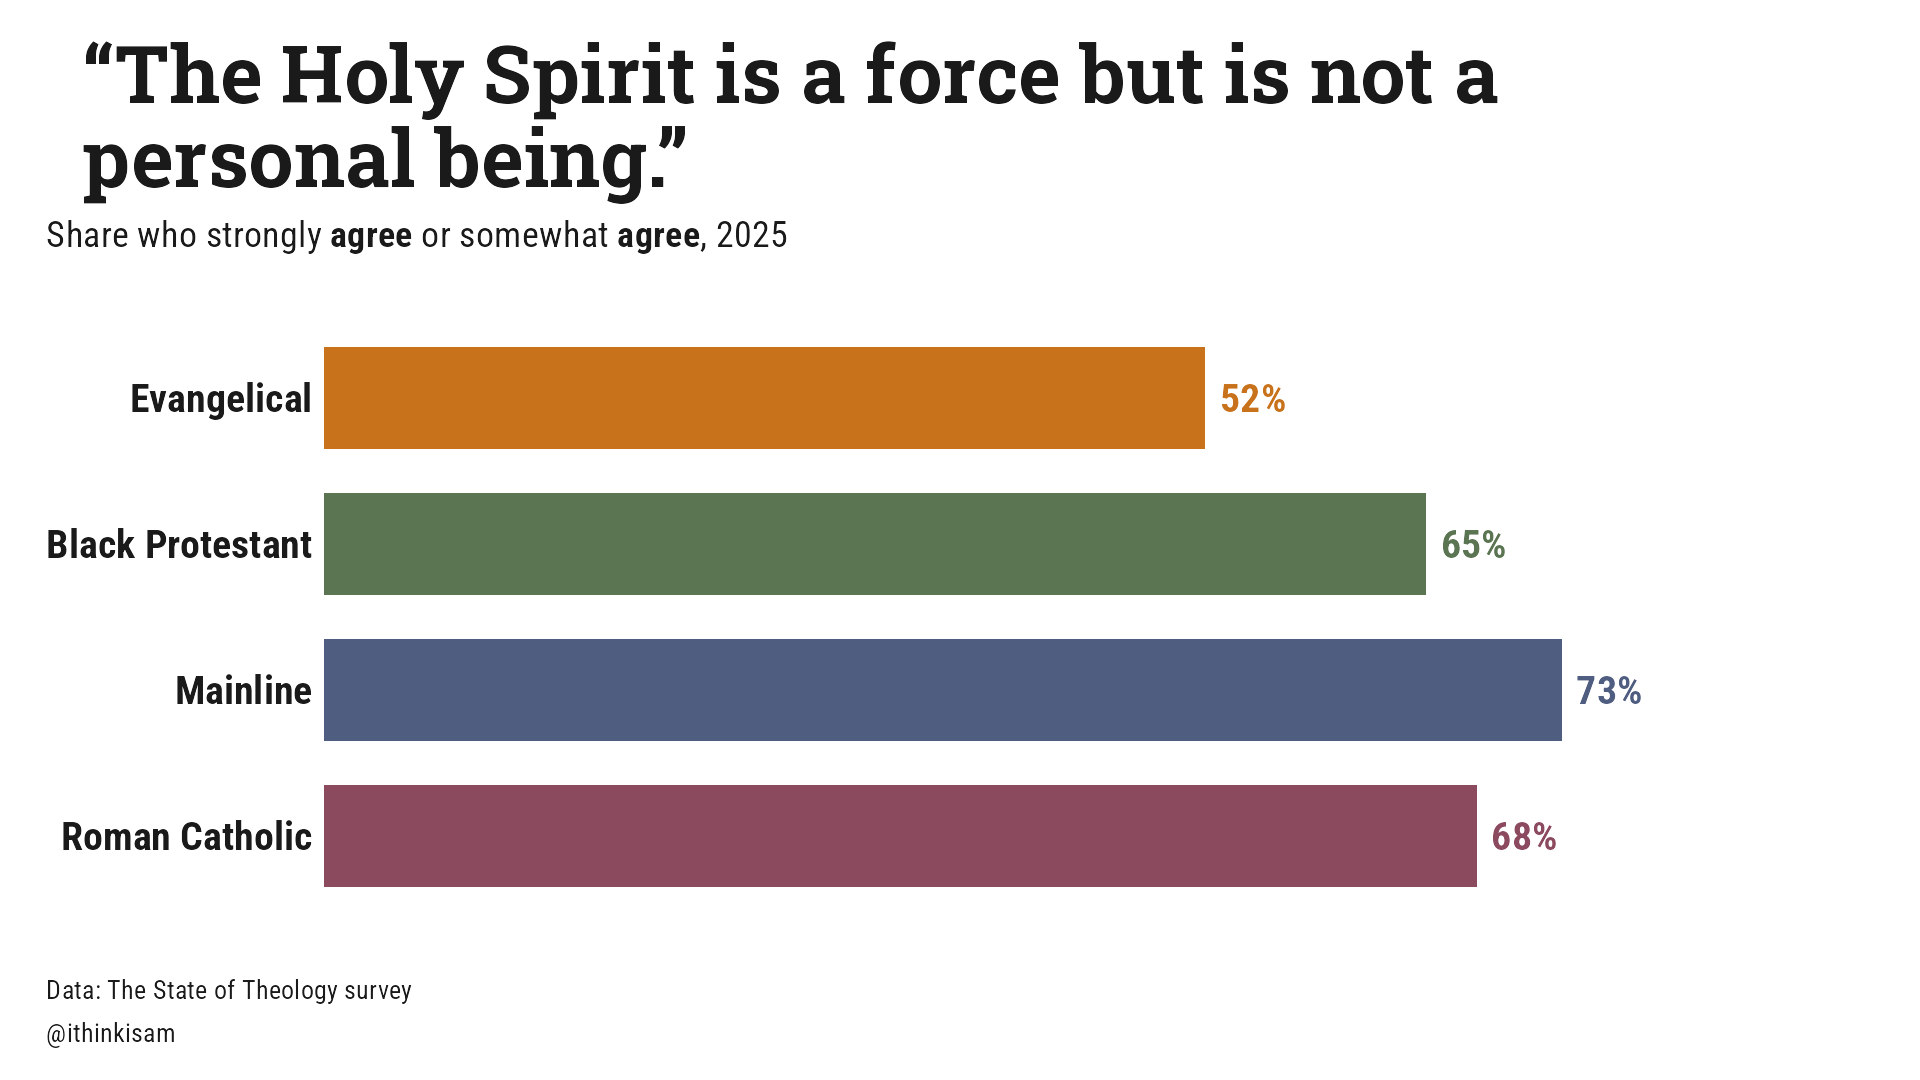 “The Holy Spirit is a force but is not a
personal being.”
Share who strongly agree or somewhat agree, 2025
Evangelical 52%
Black Protestant 65%
Mainline 73%
Roman Catholic 68%
Data: The State of Theology survey
@ithinkisam